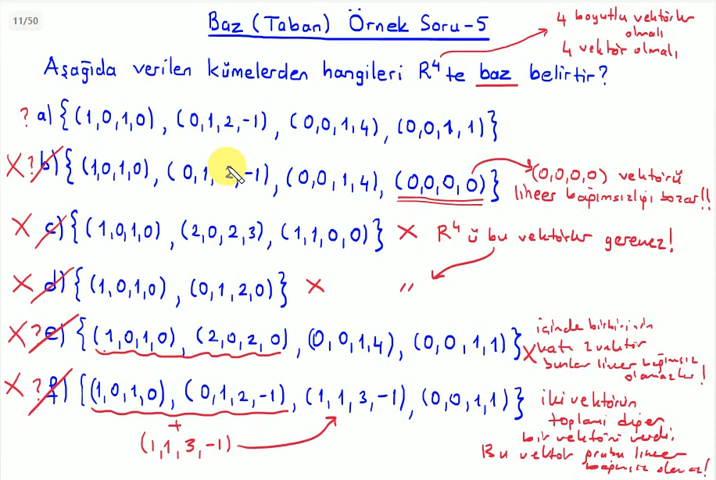 11/50
Baz (Taban) Örnek Soru-5
4 boyutlu vektörler
olmalı
4 vektör olmalı
Aşağıda verilen kümelerden hangileri R⁴te baz belirtir?
? a) {(1,0,1,0), (0,1,2,-1), (0,0,1,4), (0,0,1,1)}
X ? b) {(1,0,1,0), (0,1,2,-1), (0,0,1,4), (0,0,0,0)}
(0,0,0,0) vektörü
lineer bağımsızlığı bozar!!
X c) {(1,0,1,0), (2,0,2,3), (1,1,0,0)} X R⁴ü bu vektörler geremez!
X d) {(1,0,1,0), (0,1,2,0)} X "
X ? e) {(1,0,1,0), (2,0,2,0), (0,0,1,4), (0,0,1,1)} X
içinde birbirinin
katı 2 vektör
bunlar lineer bağımsız
olamazlar!
X ? f) {(1,0,1,0), (0,1,2,-1), (1,1,3,-1), (0,0,1,1)}
+
(1,1,3,-1)
iki vektörün
toplamı diğer
bir vektörü verdi.
Bu vektör grubu lineer
bağımsız olamaz!